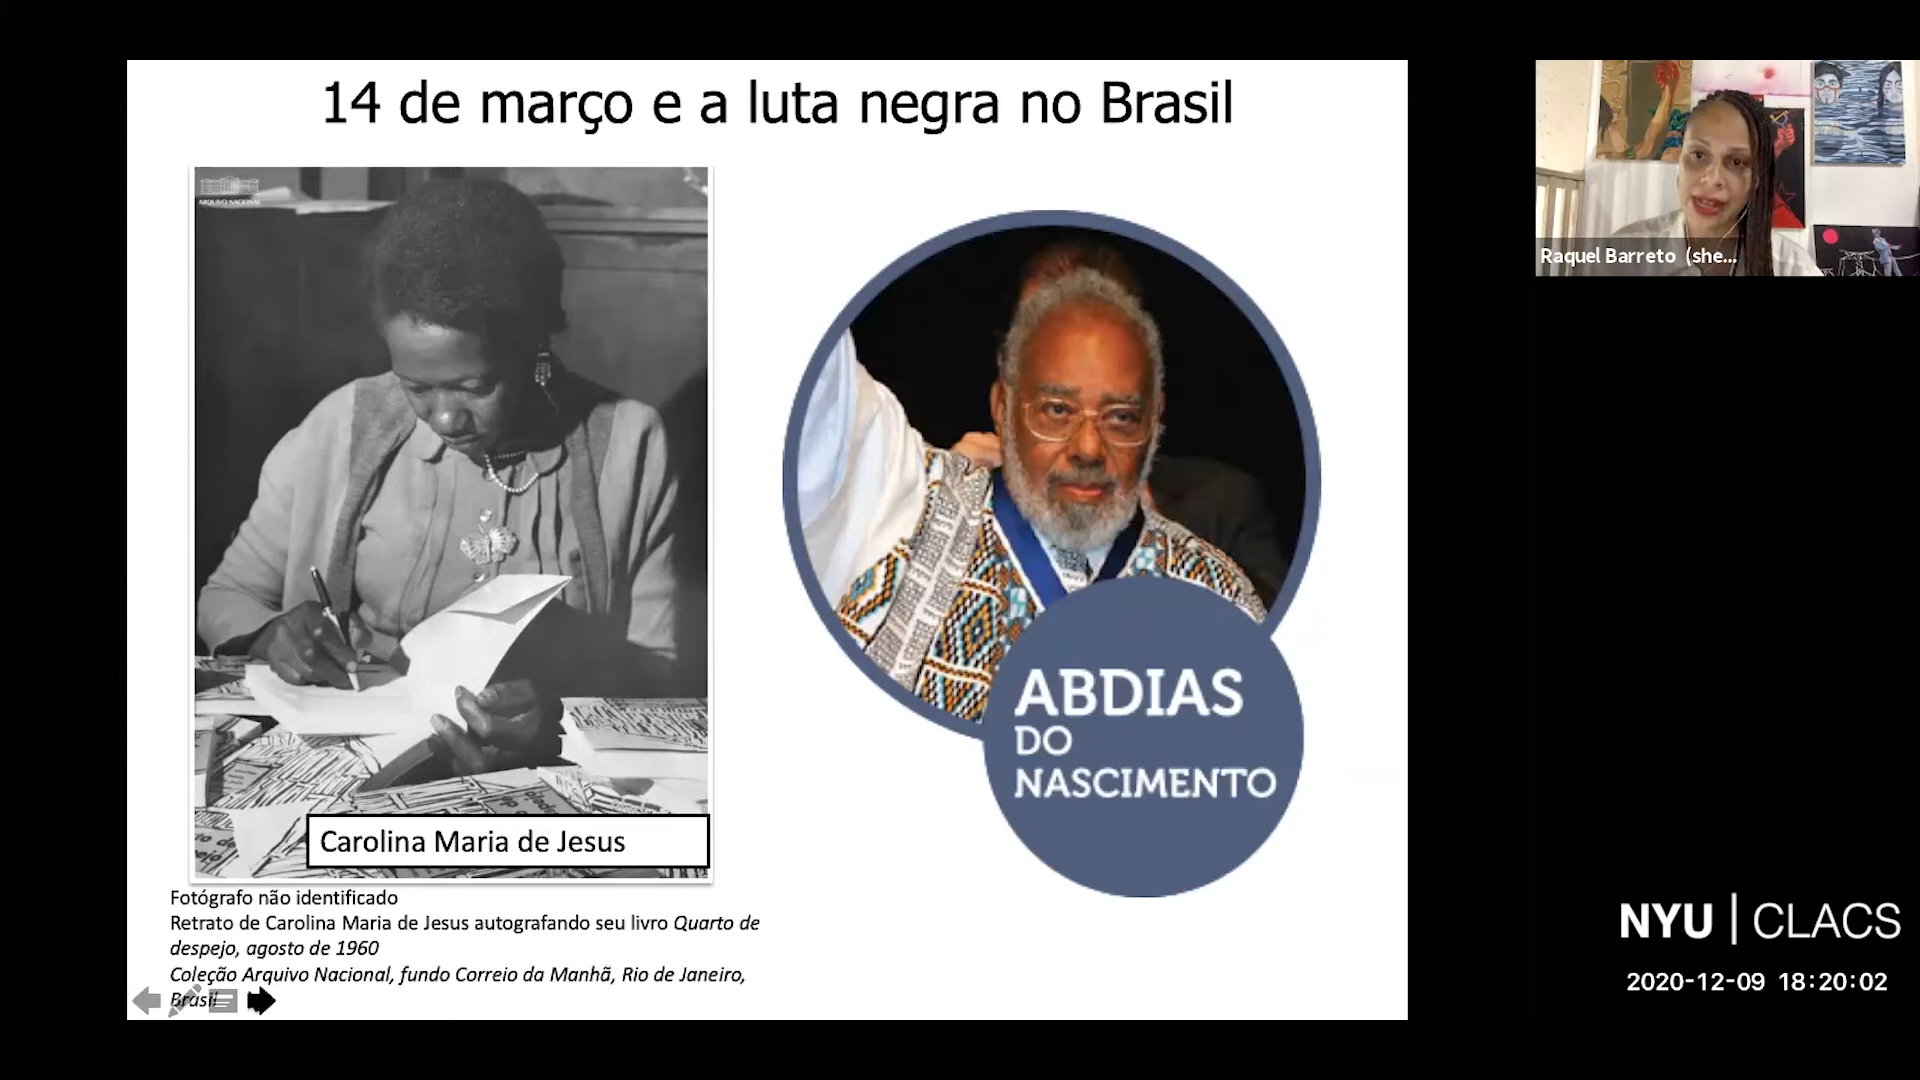 14 de março e a luta negra no Brasil
ARQUIVO NACIONAL
Carolina Maria de Jesus
Fotógrafo não identificado
Retrato de Carolina Maria de Jesus autografando seu livro Quarto de
despejo, agosto de 1960
Coleção Arquivo Nacional, fundo Correio da Manhã, Rio de Janeiro,
Brasil
ABDIAS
DO
NASCIMENTO
Raquel Barreto (she...
NYU | CLACS
2020-12-09 18:20:02